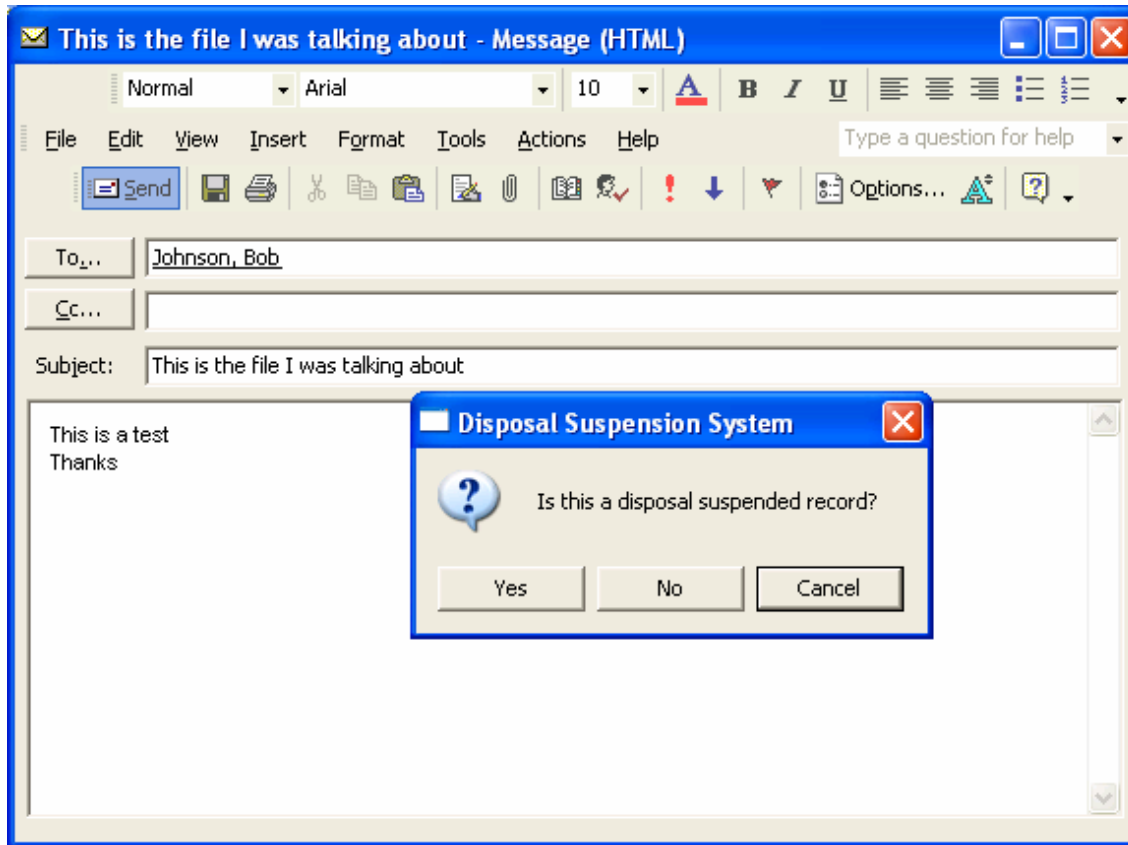 This is the file I was talking about - Message (HTML)
Normal Arial 10 A B I U
File Edit View Insert Format Tools Actions Help Type a question for help
Send Options...
To... Johnson, Bob
Cc...
Subject: This is the file I was talking about
This is a test
Thanks
Disposal Suspension System
Is this a disposal suspended record?
Yes No Cancel